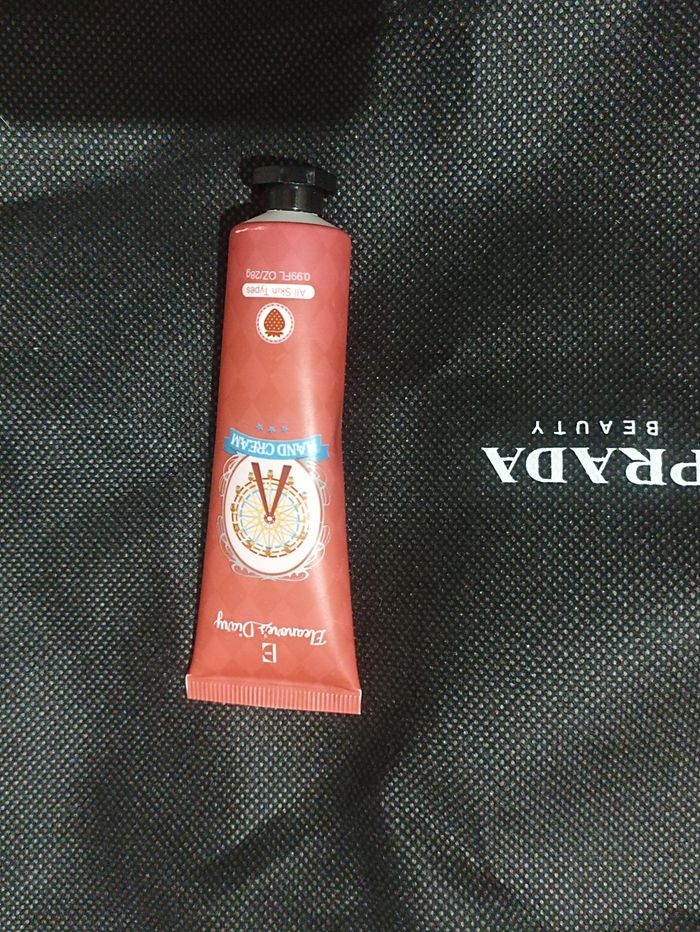 E
Eleanore's Diary
HAND CREAM
All Skin Types
0.99FL OZ/28g
PRADA
BEAUTY